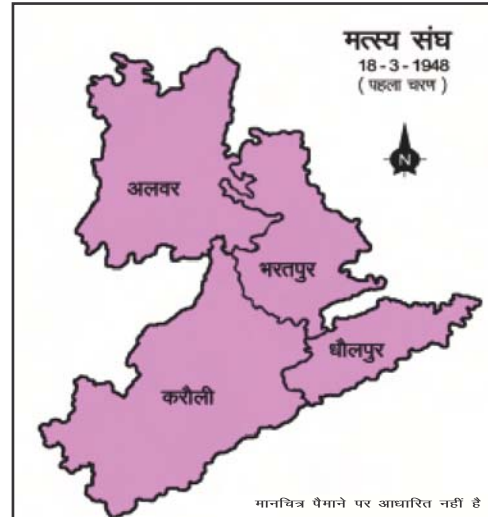 मत्स्य संघ
18-3-1948
( पहला चरण )
N
अलवर
भरतपुर
धौलपुर
करौली
मानचित्र पैमाने पर आधारित नहीं है